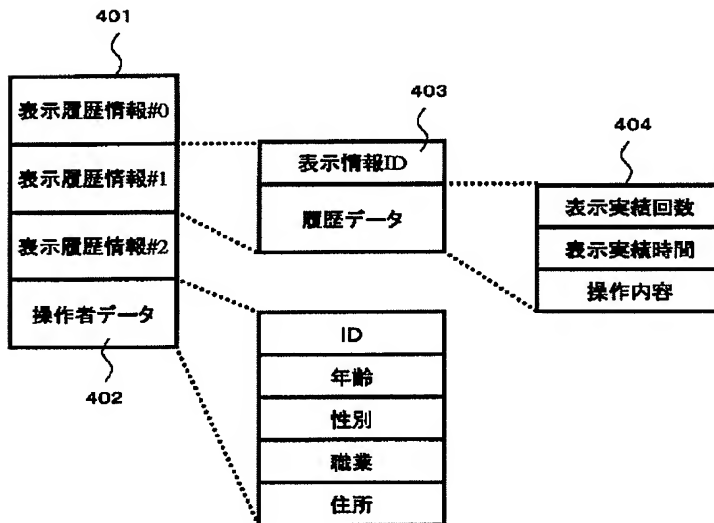 401
表示履歴情報#0
表示履歴情報#1
表示履歴情報#2
操作者データ
402
403
表示情報ID
履歴データ
404
表示実績回数
表示実績時間
操作内容
ID
年齢
性別
職業
住所